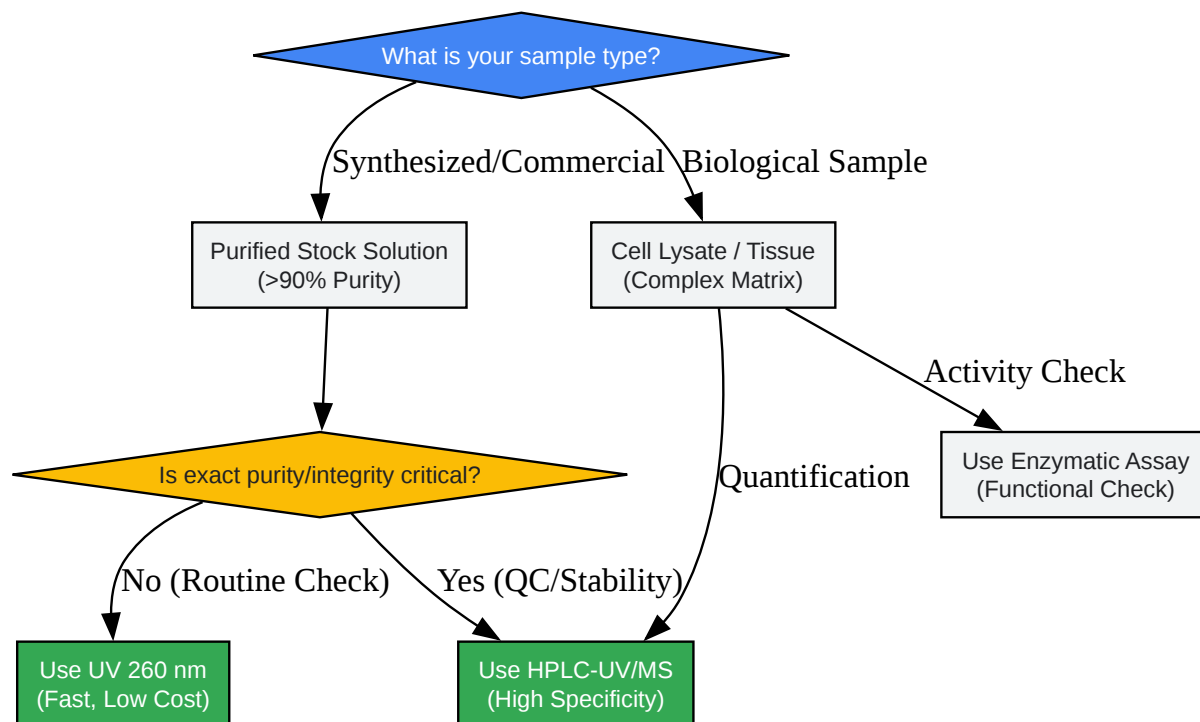 What is your sample type?
Synthesized/Commercial
Biological Sample
Purified Stock Solution
(>90% Purity)
Cell Lysate / Tissue
(Complex Matrix)
Activity Check
Is exact purity/integrity critical?
Quantification
Use Enzymatic Assay
(Functional Check)
No (Routine Check)
Yes (QC/Stability)
Use UV 260 nm
(Fast, Low Cost)
Use HPLC-UV/MS
(High Specificity)